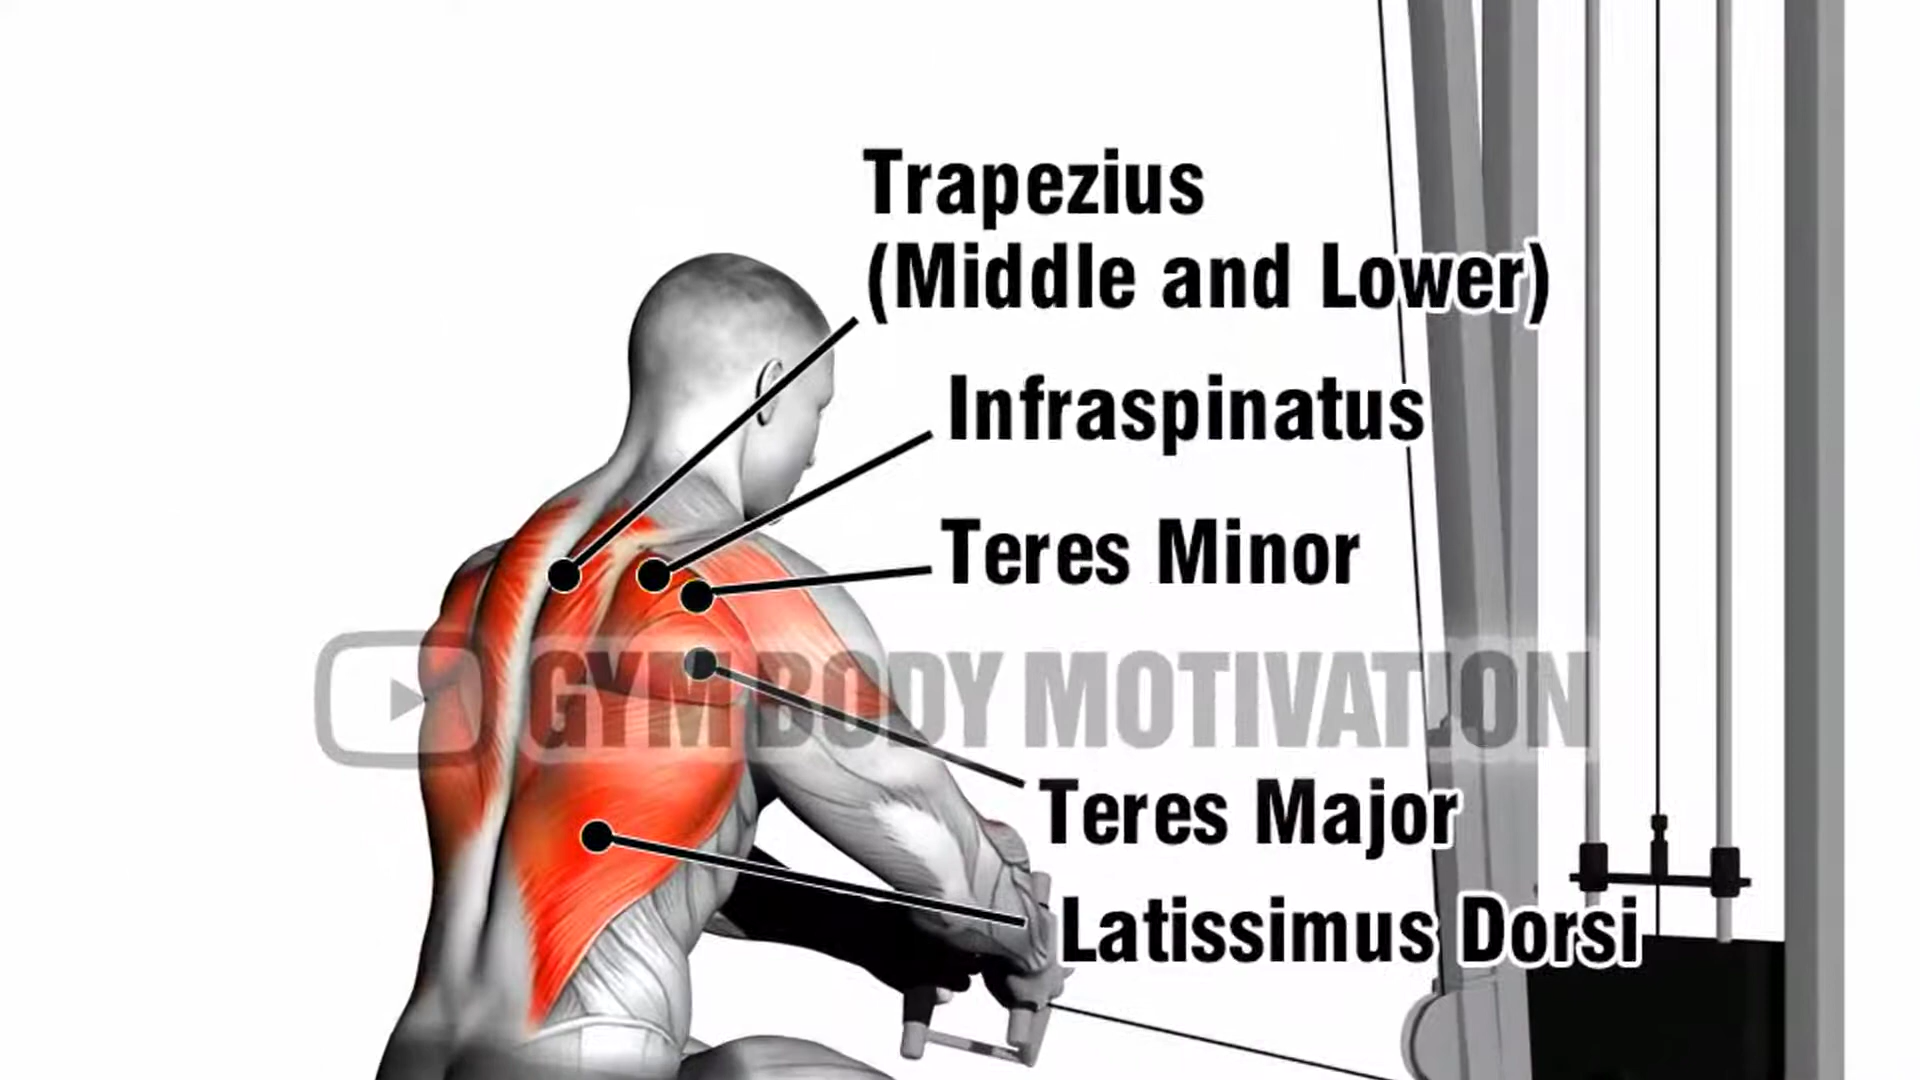 Trapezius
(Middle and Lower)
Infraspinatus
Teres Minor
GYM BODY MOTIVATION
Teres Major
Latissimus Dorsi